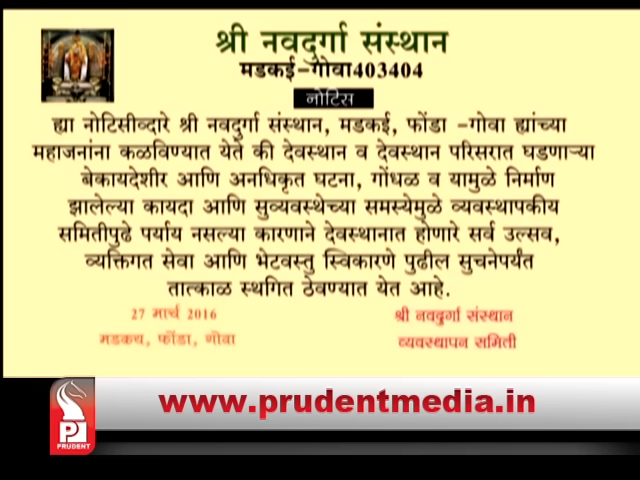 श्री नवदुर्गा संस्थान
मडकई-गोवा403404
नोटिस
ह्या नोटिसीव्दारे श्री नवदुर्गा संस्थान, मडकई, फोंडा -गोवा ह्यांच्या
महाजनांना कळविण्यात येते की देवस्थान व देवस्थान परिसरात घडणाऱ्या
बेकायदेशीर आणि अनधिकृत घटना, गोंधळ व यामुळे निर्माण
झालेल्या कायदा आणि सुव्यवस्थेच्या समस्येमुळे व्यवस्थापकीय
समितीपुढे पर्याय नसल्या कारणाने देवस्थानात होणारे सर्व उत्सव,
व्यक्तिगत सेवा आणि भेटवस्तु स्विकारणे पुढील सुचनेपर्यंत
तात्काळ स्थगित ठेवण्यात येत आहे.
27 मार्च 2016
मडकय, फोंडा, गोवा
श्री नवदुर्गा संस्थान
व्यवस्थापन समिती
www.prudentmedia.in
PRUDENT